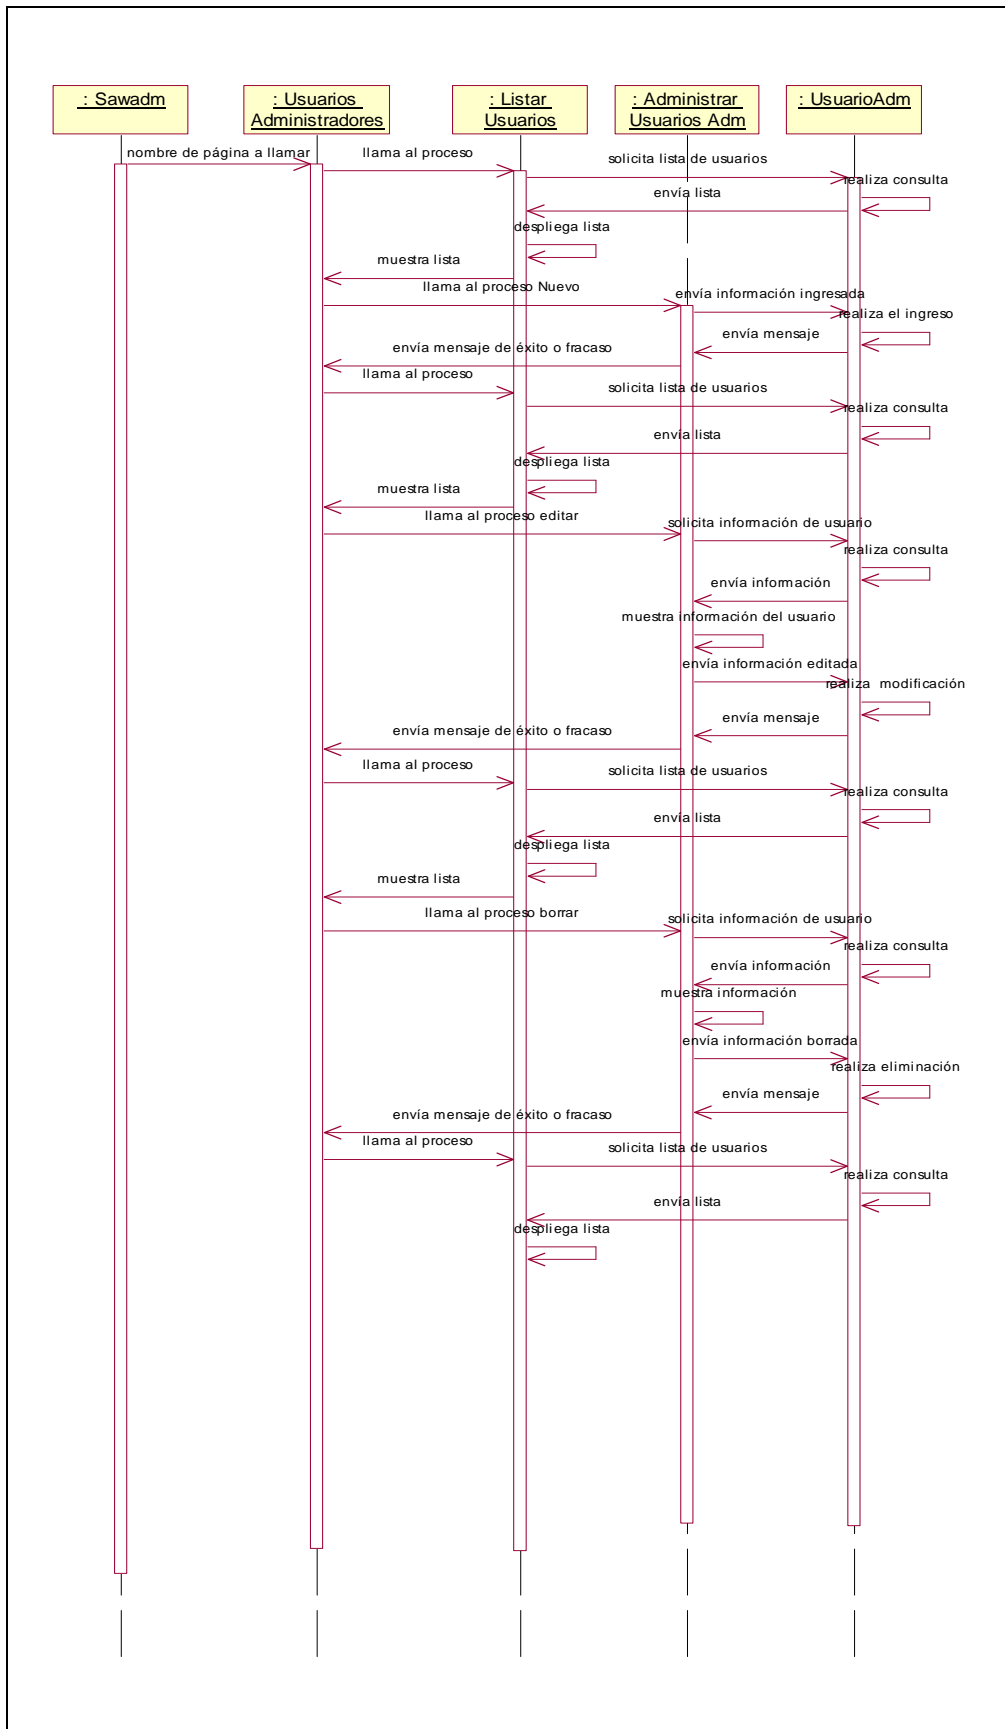 : Sawadm
: Usuarios
Administradores
: Listar
Usuarios
: Administrar
Usuarios Adm
: UsuarioAdm
nombre de página a llamar
llama al proceso
solicita lista de usuarios
realiza consulta
envía lista
despliega lista
muestra lista
llama al proceso Nuevo
envía información ingresada
realiza el ingreso
envía mensaje
envía mensaje de éxito o fracaso
llama al proceso
solicita lista de usuarios
realiza consulta
envía lista
despliega lista
muestra lista
llama al proceso editar
solicita información de usuario
realiza consulta
envía información
muestra información del usuario
envía información editada
realiza modificación
envía mensaje
envía mensaje de éxito o fracaso
llama al proceso
solicita lista de usuarios
realiza consulta
envía lista
despliega lista
muestra lista
llama al proceso borrar
solicita información de usuario
realiza consulta
envía información
muestra información
envía información borrada
realiza eliminación
envía mensaje
envía mensaje de éxito o fracaso
llama al proceso
solicita lista de usuarios
realiza consulta
envía lista
despliega lista